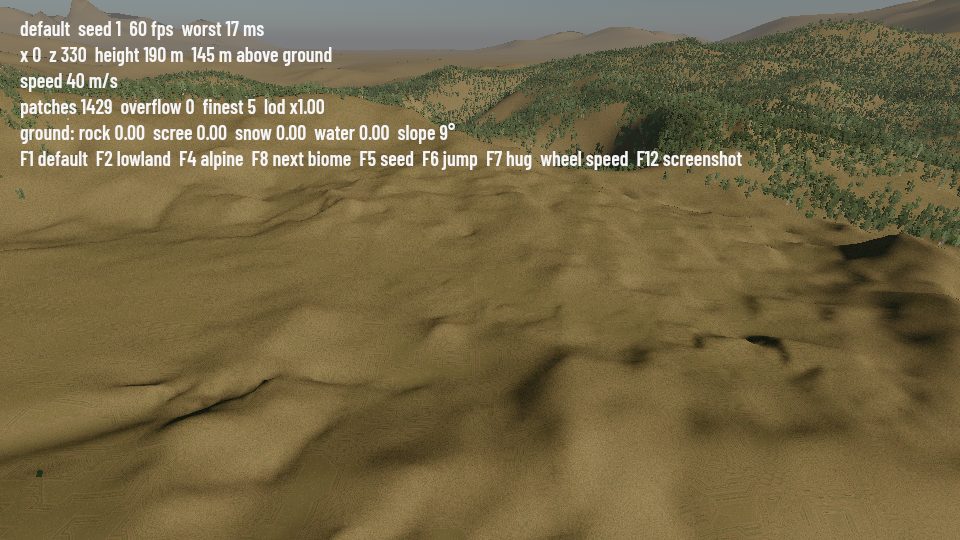 default  seed 1  60 fps  worst 17 ms
x 0  z 330  height 190 m  145 m above ground
speed 40 m/s
patches 1429  overflow 0  finest 5  lod x1.00
ground: rock 0.00  scree 0.00  snow 0.00  water 0.00  slope 9°
F1 default  F2 lowland  F4 alpine  F8 next biome  F5 seed  F6 jump  F7 hug  wheel speed  F12 screenshot